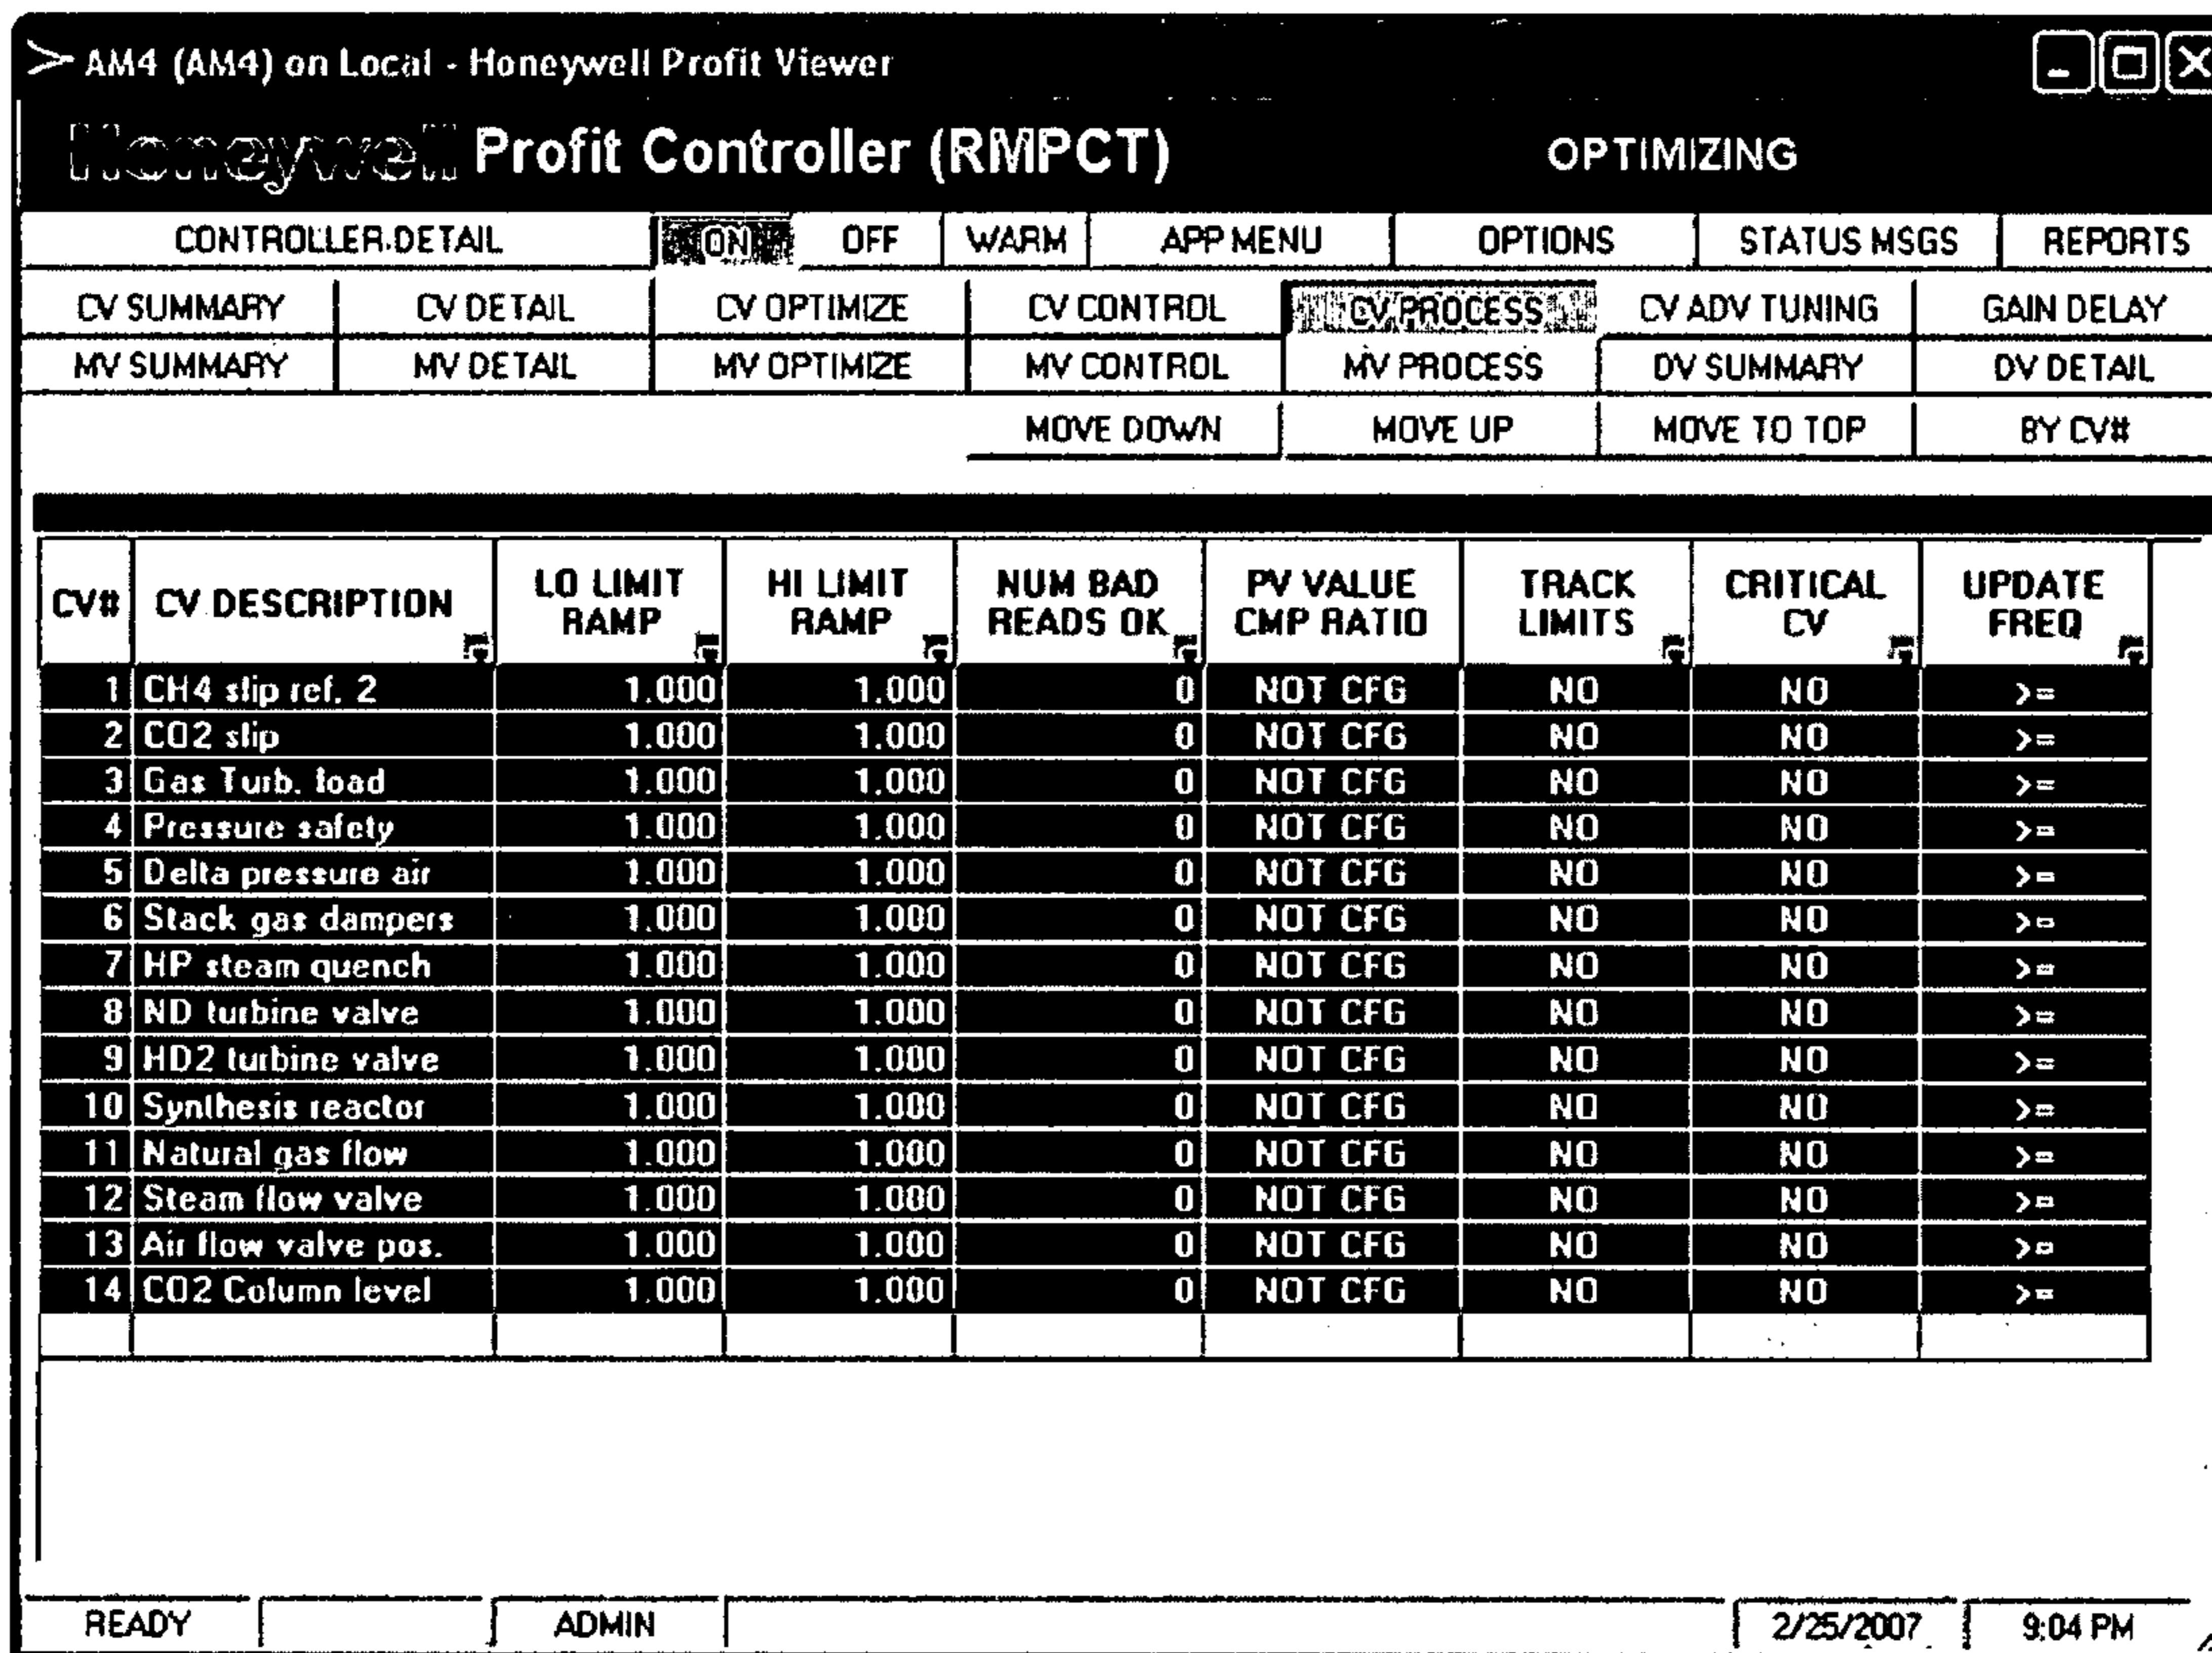 AM4 (AM4) on Local - Honeywell Profit Viewer
Honeywell Profit Controller (RMPCT) OPTIMIZING
CONTROLLER DETAIL ON OFF WARM APP MENU OPTIONS STATUS MSGS REPORTS
CV SUMMARY CV DETAIL CV OPTIMIZE CV CONTROL CV PROCESS CV ADV TUNING GAIN DELAY
MV SUMMARY MV DETAIL MV OPTIMIZE MV CONTROL MV PROCESS DV SUMMARY DV DETAIL
MOVE DOWN MOVE UP MOVE TO TOP BY CV#
CV# CV DESCRIPTION LO LIMIT RAMP HI LIMIT RAMP NUM BAD READS OK PV VALUE CMP RATIO TRACK LIMITS CRITICAL CV UPDATE FREQ
1 CH4 slip ref. 2 1.000 1.000 0 NOT CFG NO NO >=
2 CO2 slip 1.000 1.000 0 NOT CFG NO NO >=
3 Gas Turb. load 1.000 1.000 0 NOT CFG NO NO >=
4 Pressure safety 1.000 1.000 0 NOT CFG NO NO >=
5 Delta pressure air 1.000 1.000 0 NOT CFG NO NO >=
6 Stack gas dampers 1.000 1.000 0 NOT CFG NO NO >=
7 HP steam quench 1.000 1.000 0 NOT CFG NO NO >=
8 ND turbine valve 1.000 1.000 0 NOT CFG NO NO >=
9 HD2 turbine valve 1.000 1.000 0 NOT CFG NO NO >=
10 Synthesis reactor 1.000 1.000 0 NOT CFG NO NO >=
11 Natural gas flow 1.000 1.000 0 NOT CFG NO NO >=
12 Steam flow valve 1.000 1.000 0 NOT CFG NO NO >=
13 Air flow valve pos. 1.000 1.000 0 NOT CFG NO NO >=
14 CO2 Column level 1.000 1.000 0 NOT CFG NO NO >=
READY ADMIN 2/25/2007 9:04 PM